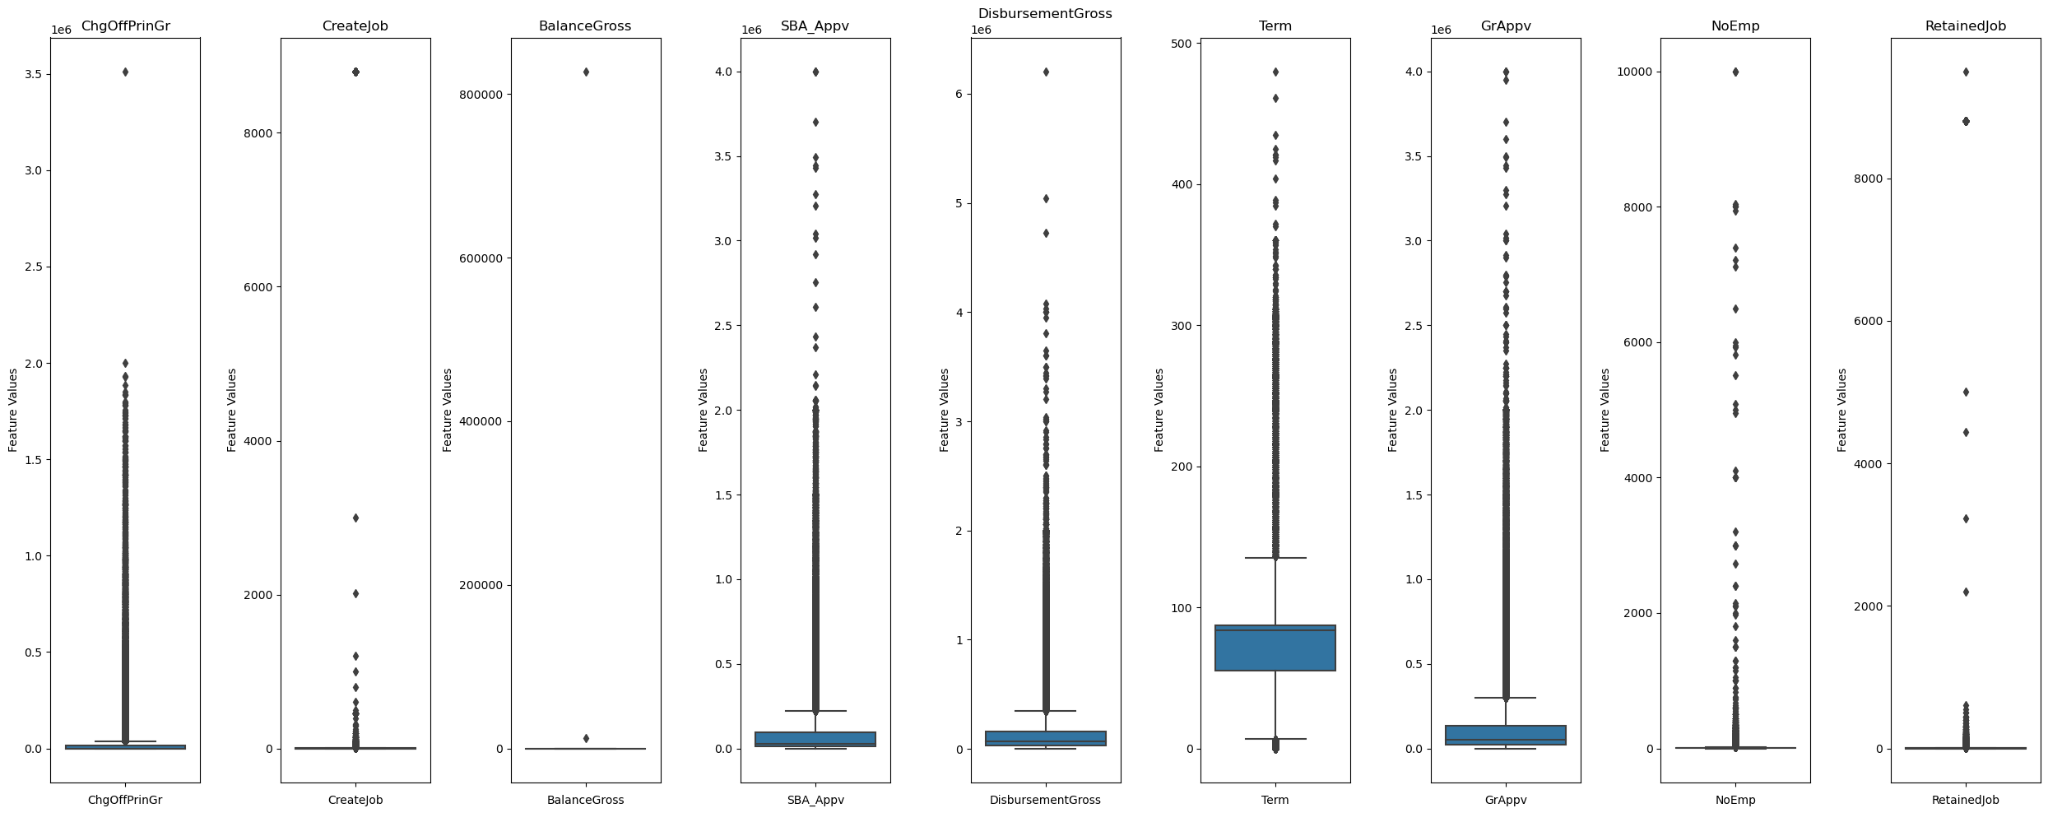 ChgOffPrinGr
1e6
3.5
3.0
2.5
2.0
1.5
1.0
0.5
0.0
Feature Values
ChgOffPrinGr
CreateJob
8000
6000
4000
2000
0
Feature Values
CreateJob
BalanceGross
800000
600000
400000
200000
0
Feature Values
BalanceGross
SBA_Appv
1e6
4.0
3.5
3.0
2.5
2.0
1.5
1.0
0.5
0.0
Feature Values
SBA_Appv
DisbursementGross
1e6
6
5
4
3
2
1
0
Feature Values
DisbursementGross
Term
500
400
300
200
100
0
Feature Values
Term
GrAppv
1e6
4.0
3.5
3.0
2.5
2.0
1.5
1.0
0.5
0.0
Feature Values
GrAppv
NoEmp
10000
8000
6000
4000
2000
0
Feature Values
NoEmp
RetainedJob
8000
6000
4000
2000
0
Feature Values
RetainedJob